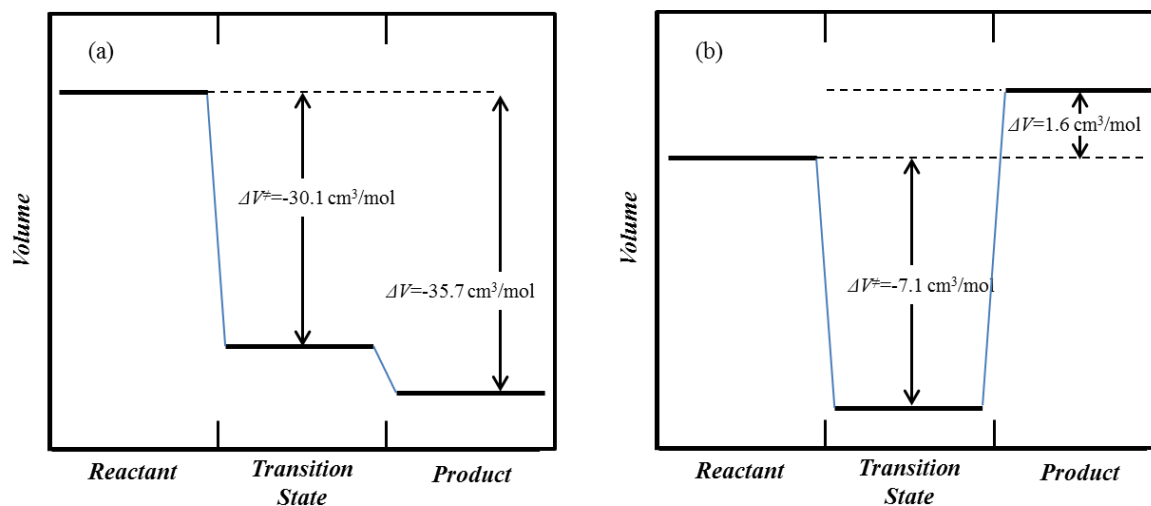 (a)
Volume
ΔV≠=-30.1 cm³/mol
ΔV=-35.7 cm³/mol
Reactant
Transition
State
Product
(b)
Volume
ΔV=1.6 cm³/mol
ΔV≠=-7.1 cm³/mol
Reactant
Transition
State
Product